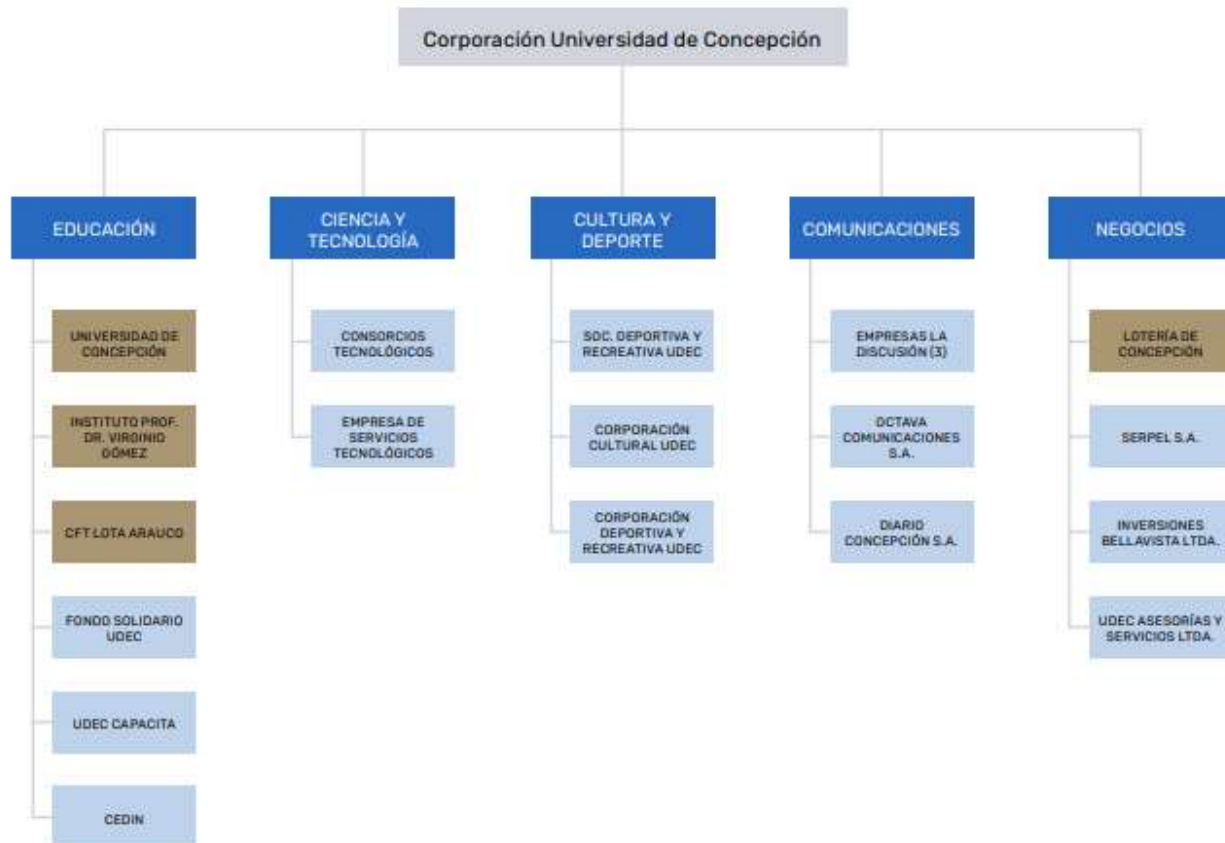 Corporación Universidad de Concepción
EDUCACIÓN
UNIVERSIDAD DE
CONCEPCIÓN
INSTITUTO PROF.
DR. VIRGINIO
GÓMEZ
CFT LOTA ARAUCO
FONDO SOLIDARIO
UDEC
UDEC CAPACITA
CEDIN
CIENCIA Y
TECNOLOGÍA
CONSORCIOS
TECNOLÓGICOS
EMPRESA DE
SERVICIOS
TECNOLÓGICOS
CULTURA Y
DEPORTE
SOC. DEPORTIVA Y
RECREATIVA UDEC
CORPORACIÓN
CULTURAL UDEC
CORPORACIÓN
DEPORTIVA Y
RECREATIVA UDEC
COMUNICACIONES
EMPRESAS LA
DISCUSIÓN (3)
OCTAVA
COMUNICACIONES
S.A.
DIARIO
CONCEPCIÓN S.A.
NEGOCIOS
LOTERÍA DE
CONCEPCIÓN
SERPEL S.A.
INVERSIONES
BELLAVISTA LTDA.
UDEC ASESORÍAS Y
SERVICIOS LTDA.